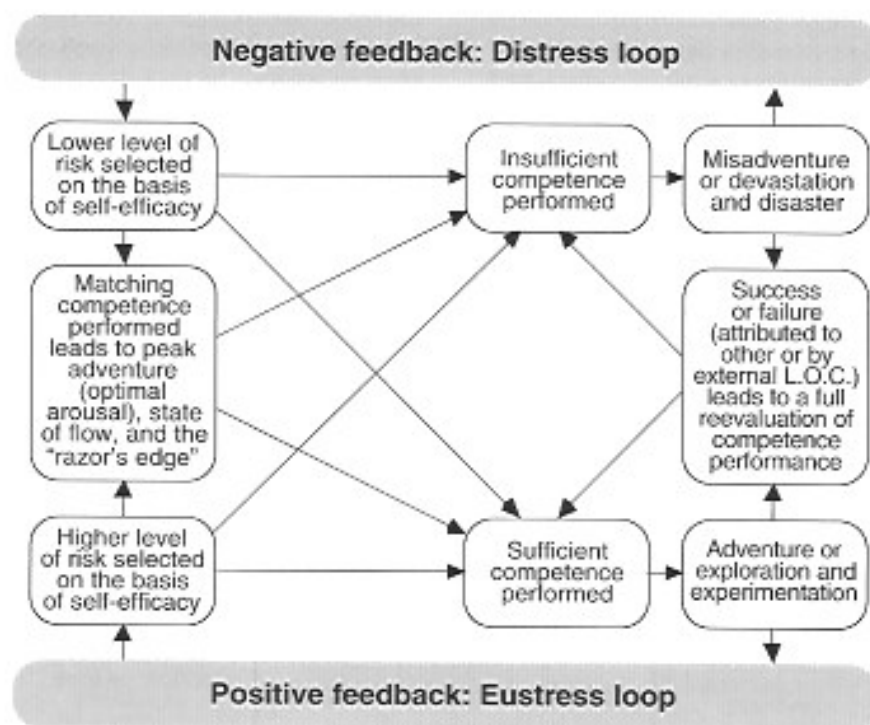 Negative feedback: Distress loop
Lower level of
risk selected
on the basis
of self-efficacy
Insufficient
competence
performed
Misadventure
or devastation
and disaster
Matching
competence
performed
leads to peak
adventure
(optimal
arousal), state
of flow, and the
"razor's edge"
Success
or failure
(attributed to
other or by
external L.O.C.)
leads to a full
reevaluation of
competence
performance
Higher level
of risk selected
on the basis
of self-efficacy
Sufficient
competence
performed
Adventure or
exploration and
experimentation
Positive feedback: Eustress loop